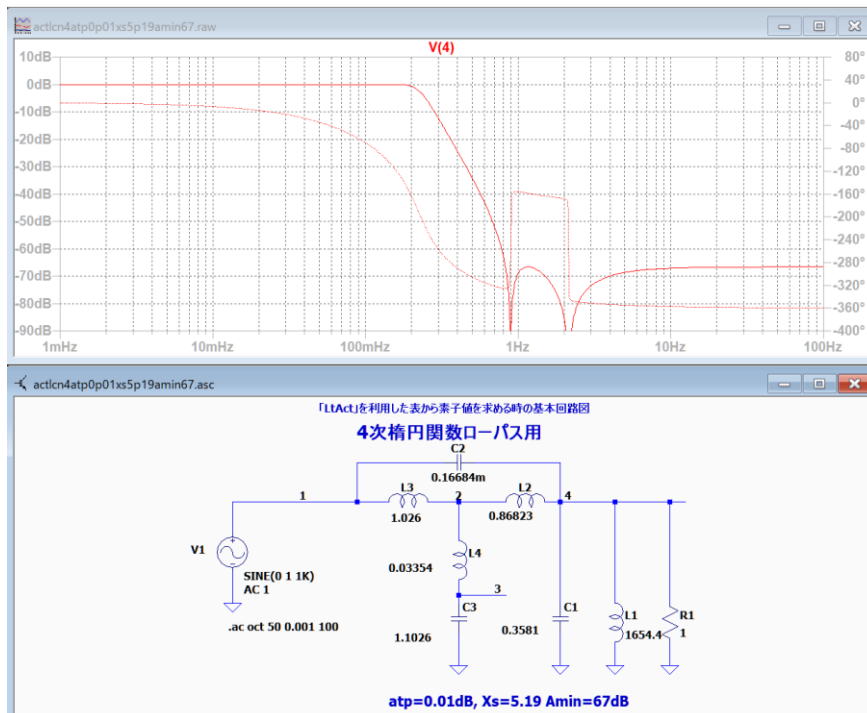 actlcn4atp0p01xs5p19amin67.raw
V(4)
10dB
0dB
-10dB
-20dB
-30dB
-40dB
-50dB
-60dB
-70dB
-80dB
-90dB
80°
40°
0°
-40°
-80°
-120°
-160°
-200°
-240°
-280°
-320°
-360°
-400°
1mHz 10mHz 100mHz 1Hz 10Hz 100Hz
actlcn4atp0p01xs5p19amin67.asc
「LtAct」を利用した表から素子値を求める時の基本回路図
4次楕円関数ローパス用
C2
0.16684m
1
L3
1.026
2
L2
0.86823
4
V1
SINE(0 1 1K)
AC 1
.ac oct 50 0.001 100
L4
0.03354
3
C3
1.1026
C1
0.3581
L1
1654.4
R1
1
atp=0.01dB, Xs=5.19 Amin=67dB